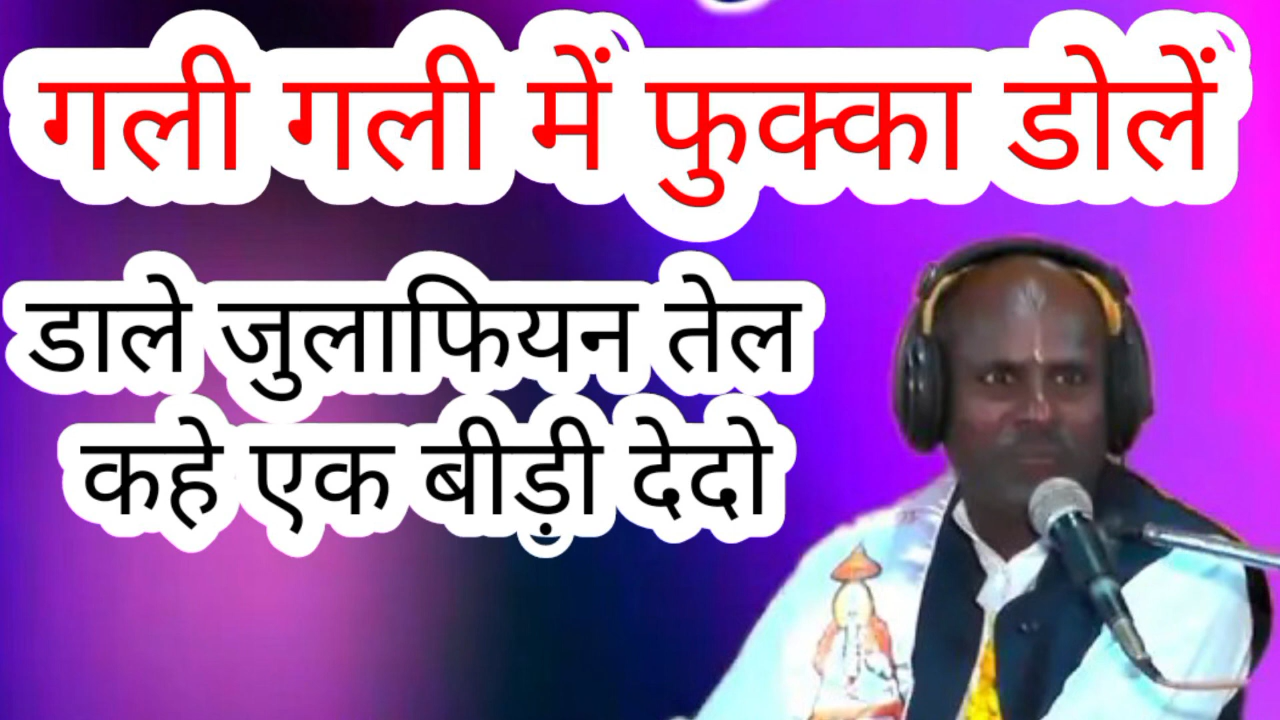 गली गली में फुक्का डोलें
डाले जुलाफियन तेल
कहे एक बीड़ी देदो